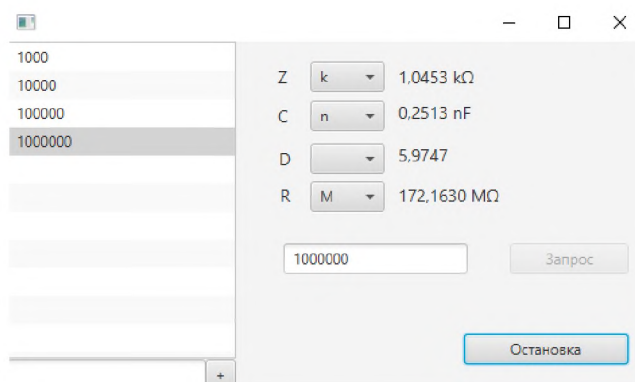 1000
10000
100000
1000000
Z k 1,0453 kΩ
C n 0,2513 nF
D 5,9747
R M 172,1630 MΩ
1000000 Запрос
Остановка
+